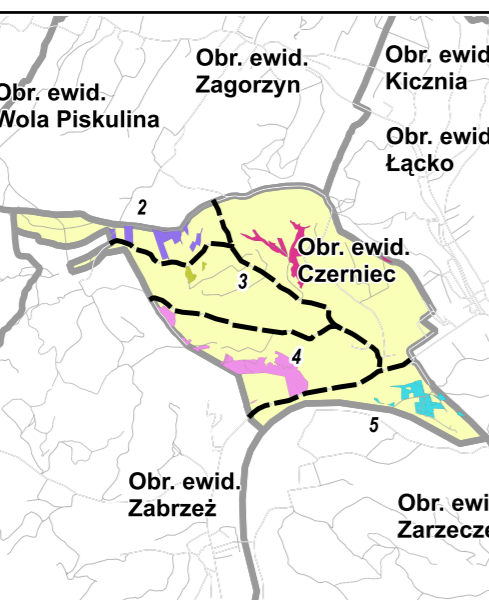 Obr. ewid.
Zagorzyn
Obr. ewid
Kicznia
Obr. ewid.
Wola Piskulina
Obr. ewid
Łącko
2
Obr. ewid.
Czerniec
3
4
5
Obr. ewid.
Zabrzeż
Obr. ewi
Zarzecze